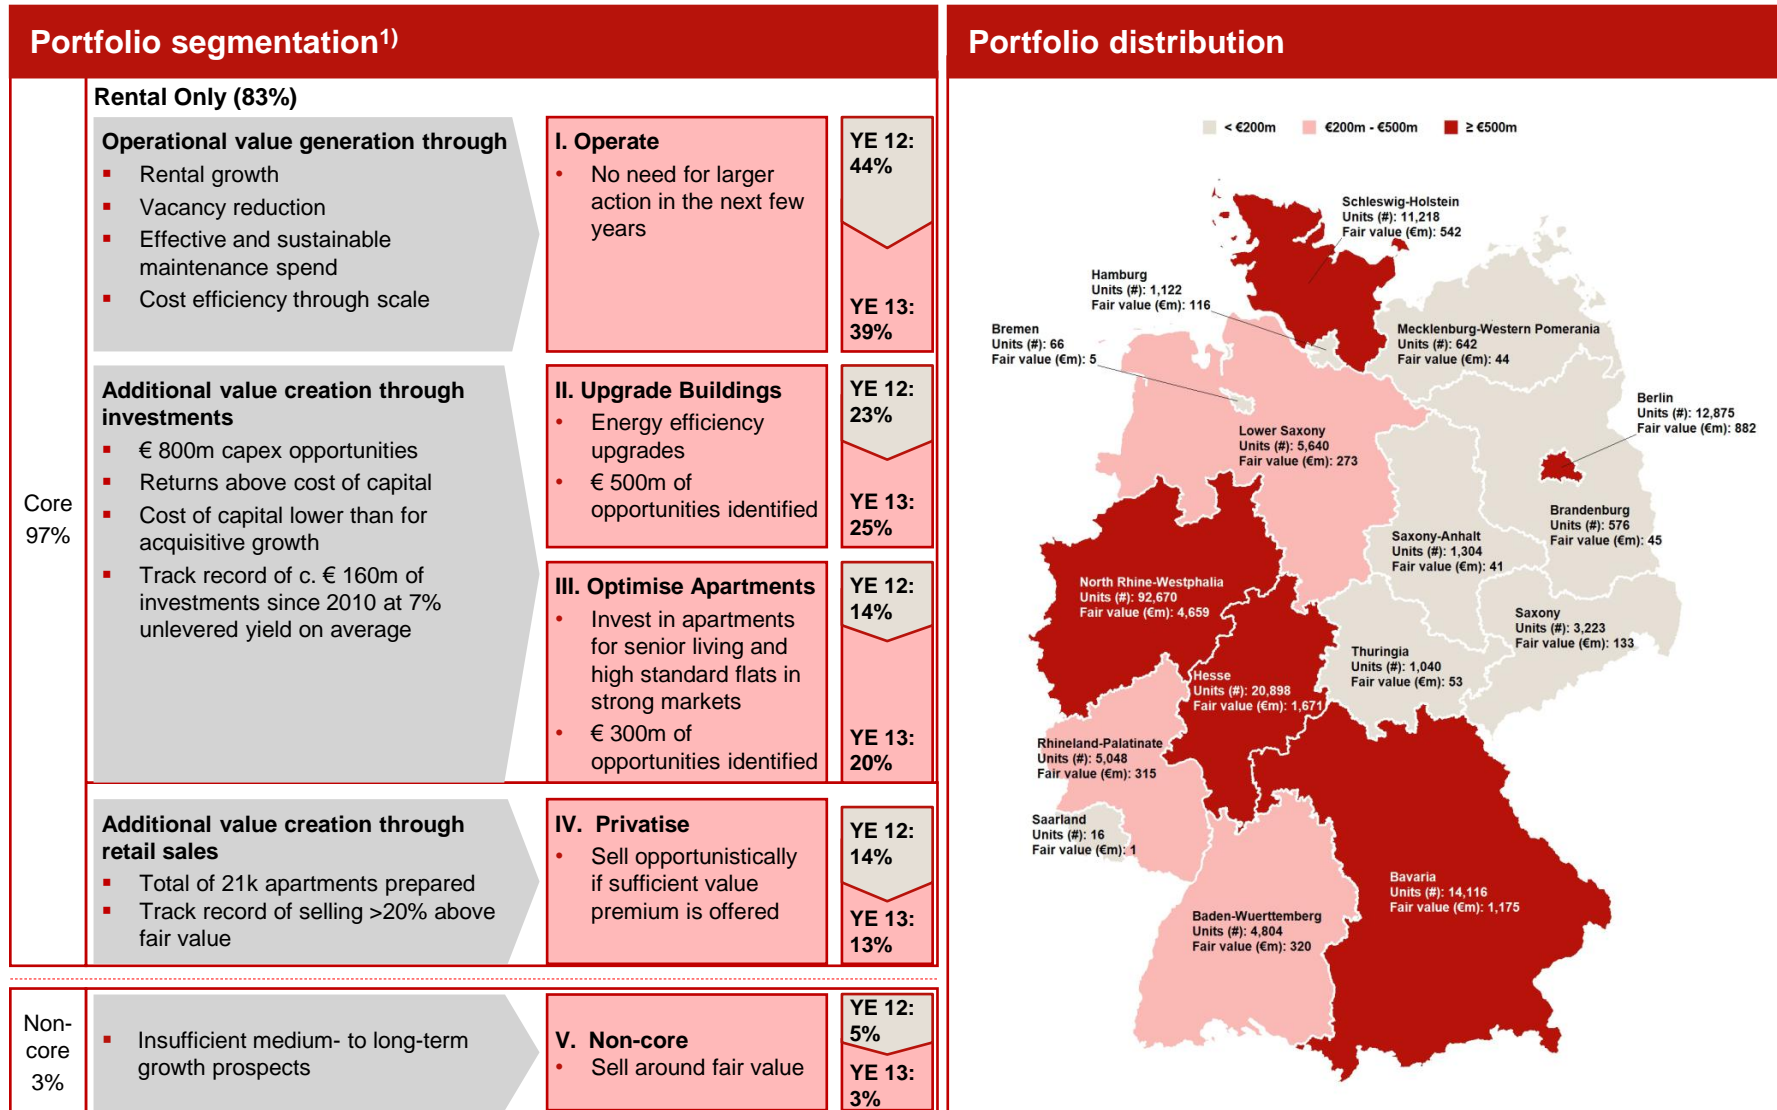 Portfolio segmentation1)
Core
97%
Rental Only (83%)
Operational value generation through
▪ Rental growth
▪ Vacancy reduction
▪ Effective and sustainable
maintenance spend
▪ Cost efficiency through scale
I. Operate
• No need for larger
action in the next few
years
YE 12:
44%
YE 13:
39%
Additional value creation through
investments
▪ € 800m capex opportunities
▪ Returns above cost of capital
▪ Cost of capital lower than for
acquisitive growth
▪ Track record of c. € 160m of
investments since 2010 at 7%
unlevered yield on average
II. Upgrade Buildings
• Energy efficiency
upgrades
• € 500m of
opportunities identified
YE 12:
23%
YE 13:
25%
III. Optimise Apartments
• Invest in apartments
for senior living and
high standard flats in
strong markets
• € 300m of
opportunities identified
YE 12:
14%
YE 13:
20%
Additional value creation through
retail sales
▪ Total of 21k apartments prepared
▪ Track record of selling >20% above
fair value
IV. Privatise
• Sell opportunistically
if sufficient value
premium is offered
YE 12:
14%
YE 13:
13%
Non-
core
3%
▪ Insufficient medium- to long-term
growth prospects
V. Non-core
• Sell around fair value
YE 12:
5%
YE 13:
3%
Portfolio distribution
< €200m
€200m - €500m
≥ €500m
Schleswig-Holstein
Units (#): 11,218
Fair value (€m): 542
Hamburg
Units (#): 1,122
Fair value (€m): 116
Bremen
Units (#): 66
Fair value (€m): 5
Mecklenburg-Western Pomerania
Units (#): 642
Fair value (€m): 44
Berlin
Units (#): 12,875
Fair value (€m): 882
Lower Saxony
Units (#): 5,640
Fair value (€m): 273
Brandenburg
Units (#): 576
Fair value (€m): 45
Saxony-Anhalt
Units (#): 1,304
Fair value (€m): 41
North Rhine-Westphalia
Units (#): 92,670
Fair value (€m): 4,659
Saxony
Units (#): 3,223
Fair value (€m): 133
Thuringia
Units (#): 1,040
Fair value (€m): 53
Hesse
Units (#): 20,898
Fair value (€m): 1,671
Rhineland-Palatinate
Units (#): 5,048
Fair value (€m): 315
Saarland
Units (#): 16
Fair value (€m): 1
Bavaria
Units (#): 14,116
Fair value (€m): 1,175
Baden-Wuerttemberg
Units (#): 4,804
Fair value (€m): 320